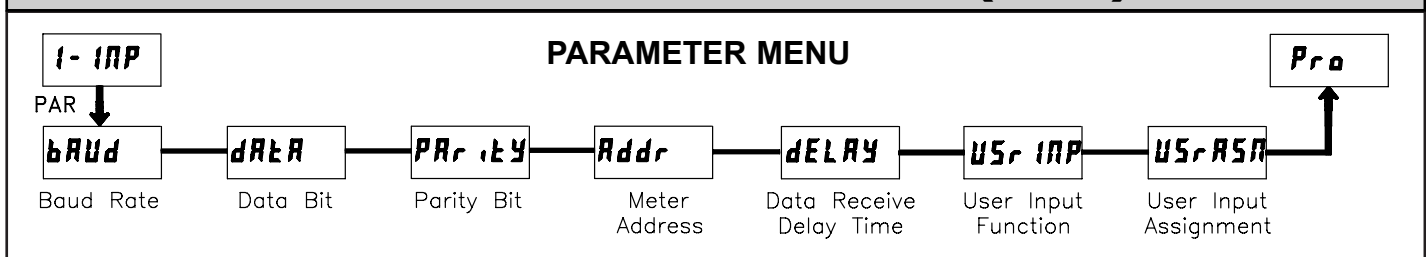 PARAMETER MENU
1-INP
Pro
PAR
bAUd
dAtA
PAritY
Addr
dELAY
USr INP
USrASN
Baud Rate
Data Bit
Parity Bit
Meter
Address
Data Receive
Delay Time
User Input
Function
User Input
Assignment